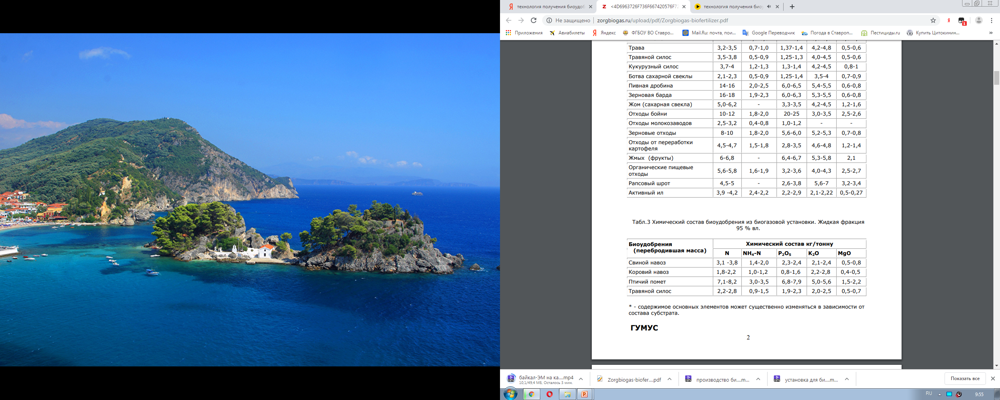 технология получения биоудоб
<4D6963726F736F667420576F72
технология получения биоу
Не защищено
zorgbiogas.ru/upload/pdf/Zorgbiogas-biofertilizer.pdf
1
Приложения Авиабилеты Яндекс ФГБОУ ВО Ставро... Mail.Ru: почта, пои... Google Переводчик Погода в Ставроп... Пестициды.ru Купить Цитокинин... »
Трава 3,2-3,5 0,7-1,0 1,37-1,4 4,2-4,8 0,5-0,6
Травяной силос 3,5-3,8 0,5-0,9 1,25-1,3 4,0-4,5 0,5-0,6
Кукурузный силос 3,7-4 1,2-1,3 1,3-1,4 4,2-4,5 0,8-1
Ботва сахарной свеклы 2,1-2,3 0,5-0,9 1,25-1,4 3,5-4 0,7-0,9
Пивная дробина 14-16 2,0-2,5 6,0-6,5 5,4-5,5 0,6-0,8
Зерновая барда 16-18 1,9-2,3 6,0-6,3 5,3-5,5 0,6-0,8
Жом (сахарная свекла) 5,0-6,2 - 3,3-3,5 4,2-4,5 1,2-1,6
Отходы бойни 10-12 1,8-2,0 20-25 3,0-3,5 2,5-2,6
Отходы молокозаводов 2,5-3,2 0,4-0,8 1,0-1,2 - -
Зерновые отходы 8-10 1,8-2,0 5,6-6,0 5,2-5,3 0,7-0,8
Отходы от переработки
картофеля 4,5-4,7 1,5-1,8 2,8-3,5 4,6-4,8 1,2-1,4
Жмых (фрукты) 6-6,8 - 6,4-6,7 5,3-5,8 2,1
Органические пищевые
отходы 5,6-5,8 1,6-1,9 3,2-3,6 4,0-4,3 2,5-2,7
Рапсовый шрот 4,5-5 - 2,6-3,8 5,6-7 3,2-3,4
Активный ил 3,9 -4,2 2,4-2,2 2,2-2,9 2,1-2,22 0,5-0,27
Табл.3 Химический состав биоудобрения из биогазовой установки. Жидкая фракция
95 % вл.
Биоудобрения
(перебродившая масса)
Химический состав кг/тонну
N NH₄-N P₂O₅ K₂O MgO
Свиной навоз 3,1 -3,8 1,4-2,0 2,3-2,4 2,1-2,4 0,5-0,8
Коровий навоз 1,8-2,2 1,0-1,2 0,8-1,6 2,2-2,8 0,4-0,5
Птичий помет 7,1-8,2 3,0-3,5 6,8-7,9 5,0-5,6 1,5-2,2
Травяной силос 2,2-2,8 0,9-1,5 1,9-2,3 2,0-2,5 0,5-0,7
* - содержимое основных элементов может существенно изменяться в зависимости от
состава субстрата.
ГУМУС
2
байкал-ЭМ на ка....mp4
10,1/49,4 МБ, Осталось 3 мин.
Zorgbiogas-biofer....pdf
производство би....m...
установка для би....m...
Показать все
RU
9:55